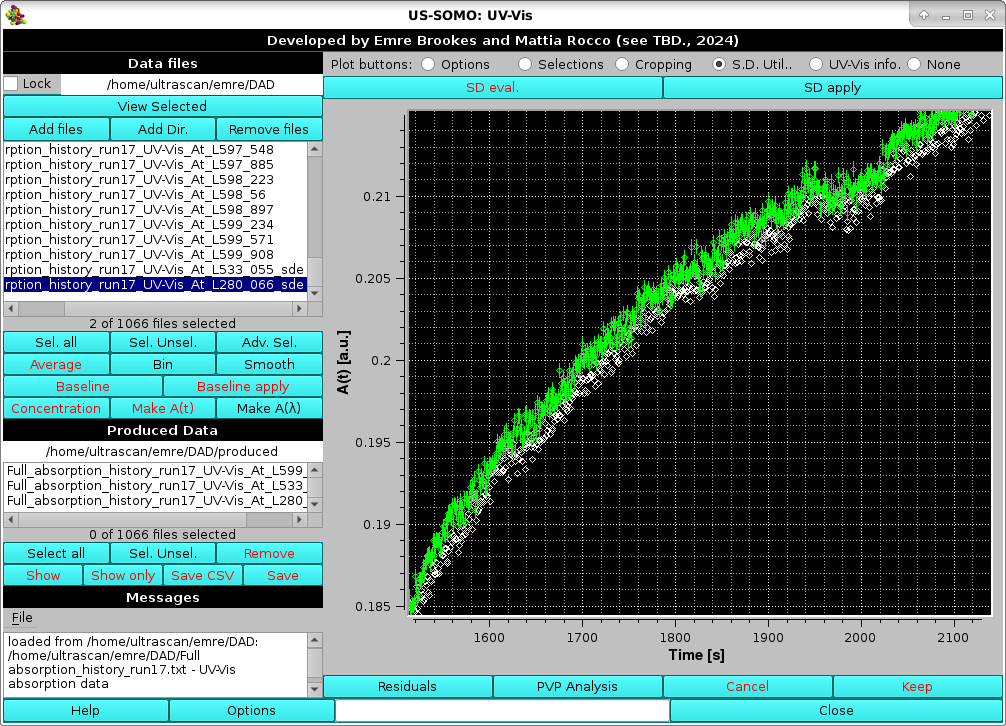 US-SOMO: UV-Vis
Developed by Emre Brookes and Mattia Rocco (see TBD., 2024)
Data files
Lock /home/ultrascan/emre/DAD
View Selected
Add files Add Dir. Remove files
rption_history_run17_UV-Vis_At_L597_548
rption_history_run17_UV-Vis_At_L597_885
rption_history_run17_UV-Vis_At_L598_223
rption_history_run17_UV-Vis_At_L598_56
rption_history_run17_UV-Vis_At_L598_897
rption_history_run17_UV-Vis_At_L599_234
rption_history_run17_UV-Vis_At_L599_571
rption_history_run17_UV-Vis_At_L599_908
rption_history_run17_UV-Vis_At_L533_055_sde
rption_history_run17_UV-Vis_At_L280_066_sde
2 of 1066 files selected
Sel. all Sel. Unsel. Adv. Sel.
Average Bin Smooth
Baseline Baseline apply
Concentration Make A(t) Make A(λ)
Produced Data
/home/ultrascan/emre/DAD/produced
Full_absorption_history_run17_UV-Vis_At_L599_
Full_absorption_history_run17_UV-Vis_At_L533_
Full_absorption_history_run17_UV-Vis_At_L280_
0 of 1066 files selected
Select all Sel. Unsel. Remove
Show Show only Save CSV Save
Messages
File
loaded from /home/ultrascan/emre/DAD:
/home/ultrascan/emre/DAD/Full
absorption_history_run17.txt - UV-Vis
absorption data
Help Options
Plot buttons: Options Selections Cropping S.D. Util.. UV-Vis info. None
SD eval. SD apply
0.21
0.205
0.2
0.195
0.19
0.185
A(t) [a.u.]
1600 1700 1800 1900 2000 2100
Time [s]
Residuals PVP Analysis Cancel Keep
Close